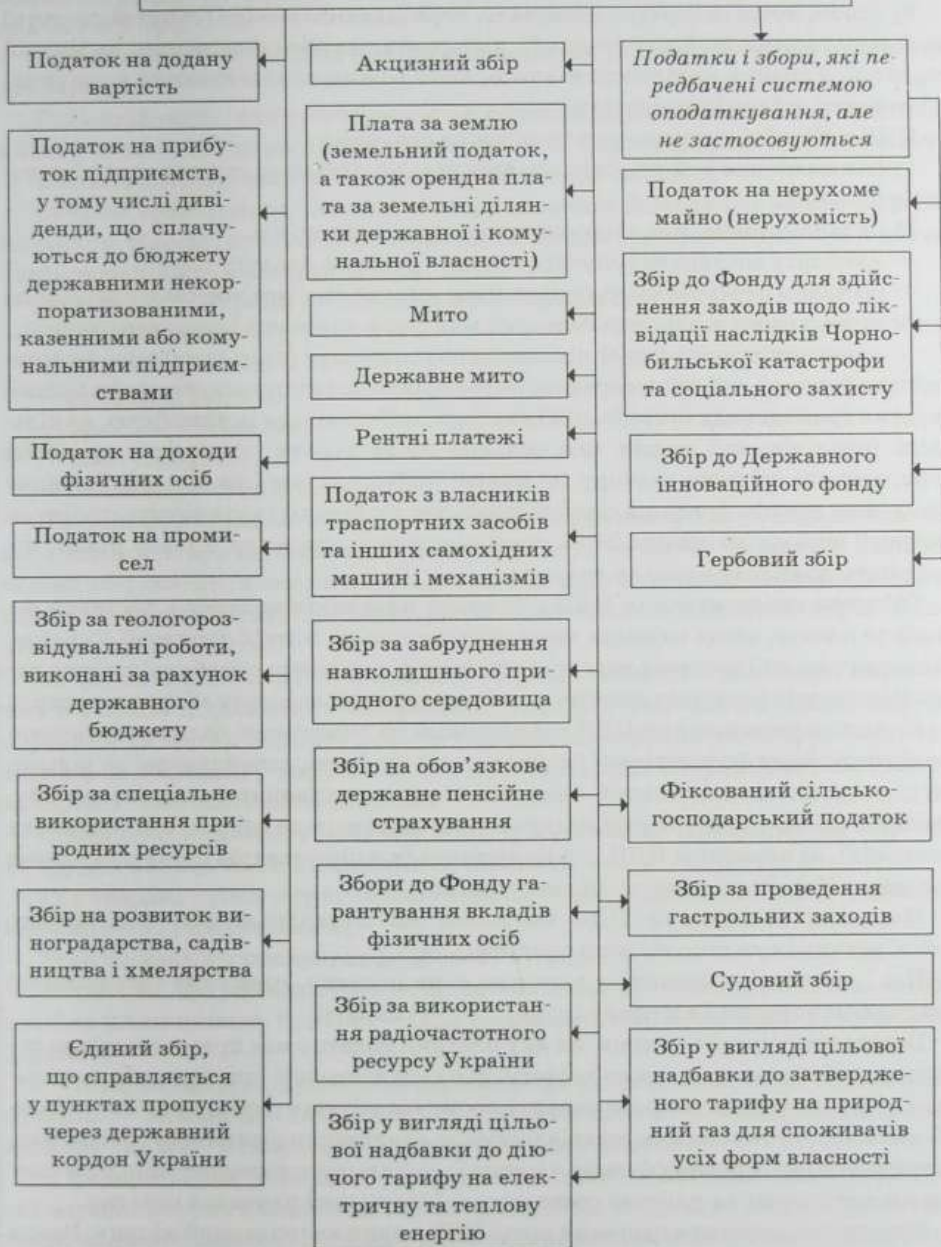 Податок на додану
вартість
Податок на прибу-
ток підприємств,
у тому числі диві-
денди, що сплачу-
ються до бюджету
державними некор-
поратизованими,
казенними або кому-
нальними підприєм-
ствами
Податок на доходи
фізичних осіб
Податок на проми-
сел
Збір за геологороз-
відувальні роботи,
виконані за рахунок
державного
бюджету
Збір за спеціальне
використання при-
родних ресурсів
Збір на розвиток ви-
ноградарства, садів-
ництва і хмелярства
Єдиний збір,
що справляється
у пунктах пропуску
через державний
кордон України
Акцизний збір
Плата за землю
(земельний податок,
а також орендна пла-
та за земельні ділян-
ки державної і кому-
нальної власності)
Мито
Державне мито
Рентні платежі
Податок з власників
траспортних засобів
та інших самохідних
машин і механізмів
Збір за забруднення
навколишнього при-
родного середовища
Збір на обов’язкове
державне пенсійне
страхування
Збори до Фонду га-
рантування вкладів
фізичних осіб
Збір за використан-
ня радіочастотного
ресурсу України
Збір у вигляді цільо-
вої надбавки до дію-
чого тарифу на елек-
тричну та теплову
енергію
Податки і збори, які пе-
редбачені системою
оподаткування, але
не застосовуються
Податок на нерухоме
майно (нерухомість)
Збір до Фонду для здійс-
нення заходів щодо лік-
відації наслідків Чорно-
бильської катастрофи
та соціального захисту
Збір до Державного
інноваційного фонду
Гербовий збір
Фіксований сільсько-
господарський податок
Збір за проведення
гастрольних заходів
Судовий збір
Збір у вигляді цільової
надбавки до затвердже-
ного тарифу на природ-
ний газ для споживачів
усіх форм власності